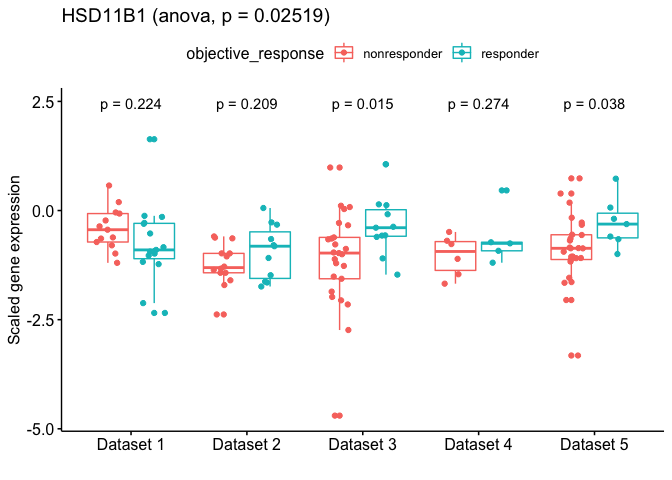 HSD11B1 (anova, p = 0.02519)
objective_response nonresponder responder
p = 0.224 p = 0.209 p = 0.015 p = 0.274 p = 0.038
2.5
0.0
-2.5
-5.0
Scaled gene expression
Dataset 1 Dataset 2 Dataset 3 Dataset 4 Dataset 5